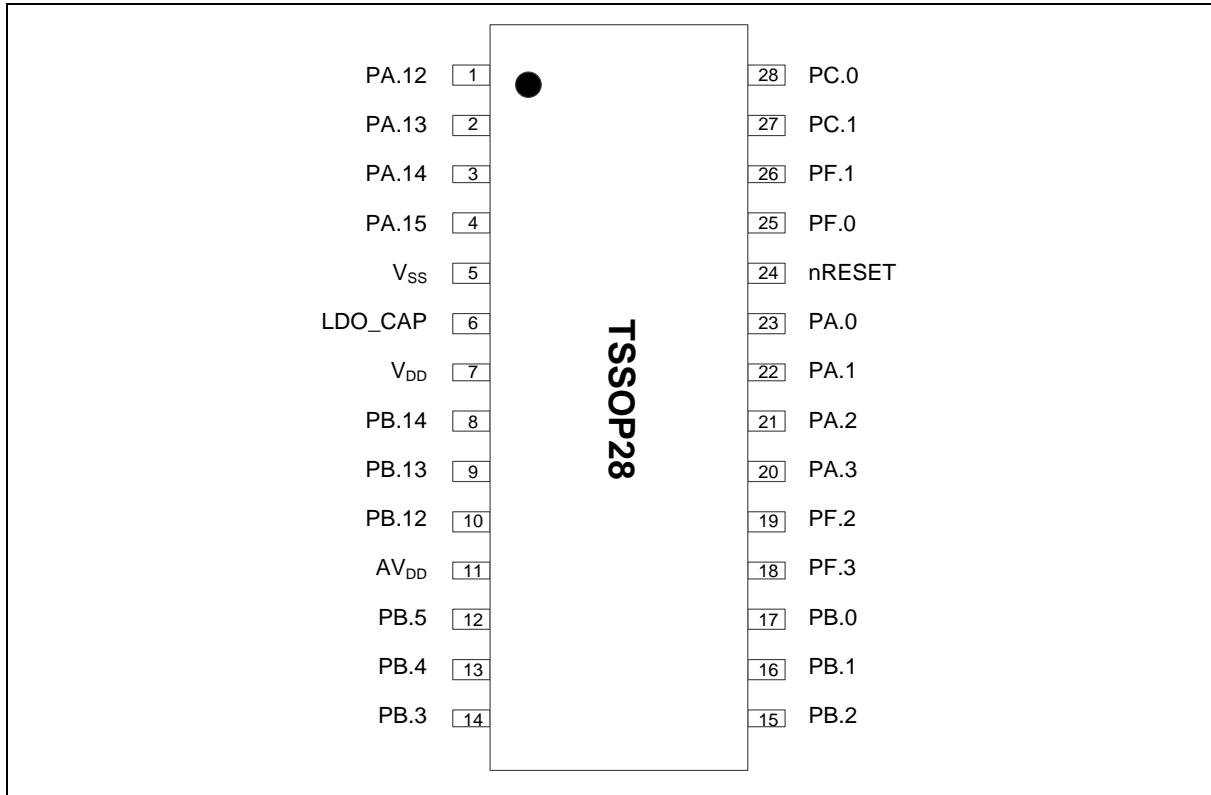 PA.12 1 28 PC.0
PA.13 2 27 PC.1
PA.14 3 26 PF.1
PA.15 4 25 PF.0
VSS 5 24 nRESET
LDO_CAP 6 23 PA.0
VDD 7 22 PA.1
PB.14 8 21 PA.2
PB.13 9 20 PA.3
PB.12 10 19 PF.2
AVDD 11 18 PF.3
PB.5 12 17 PB.0
PB.4 13 16 PB.1
PB.3 14 15 PB.2
TSSOP28